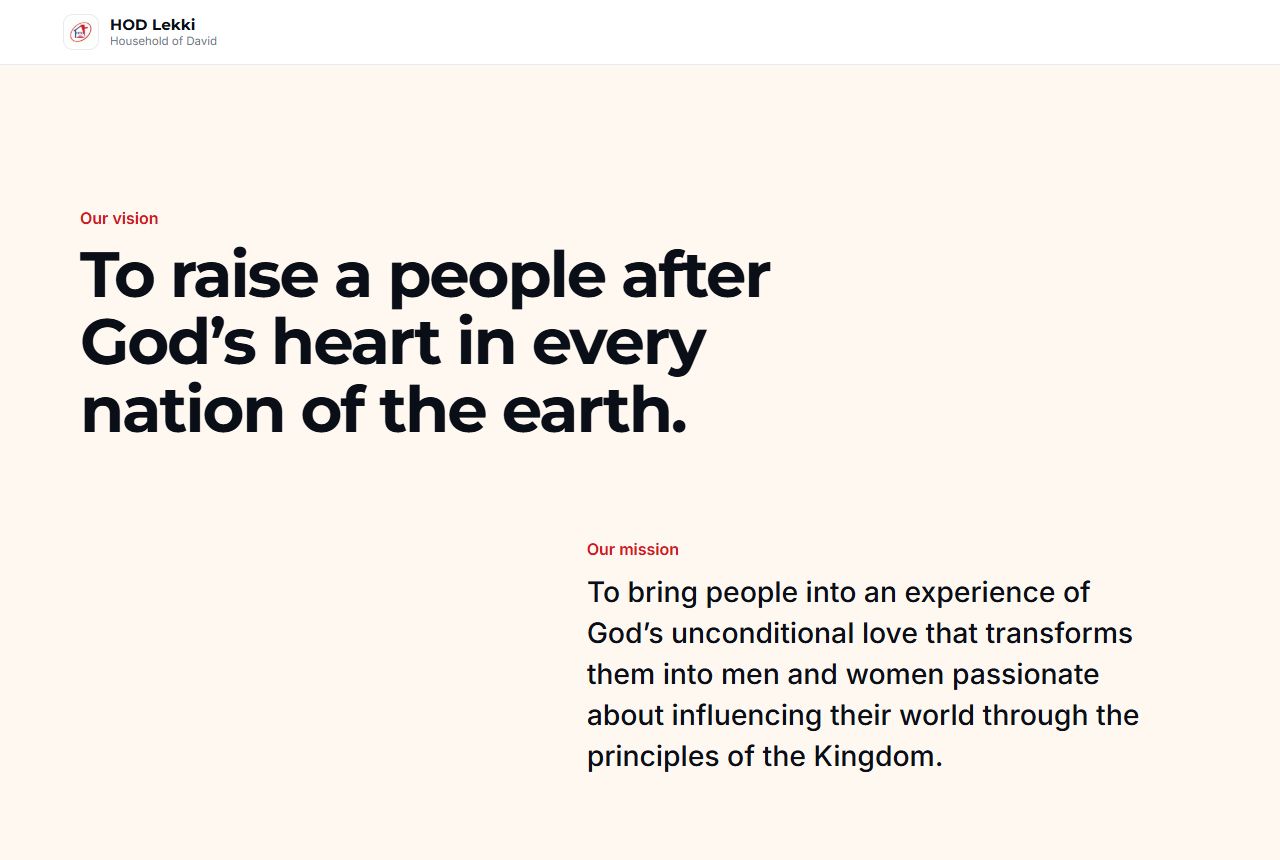 HOD Lekki
Household of David
Our vision
To raise a people after
God’s heart in every
nation of the earth.
Our mission
To bring people into an experience of
God’s unconditional love that transforms
them into men and women passionate
about influencing their world through the
principles of the Kingdom.